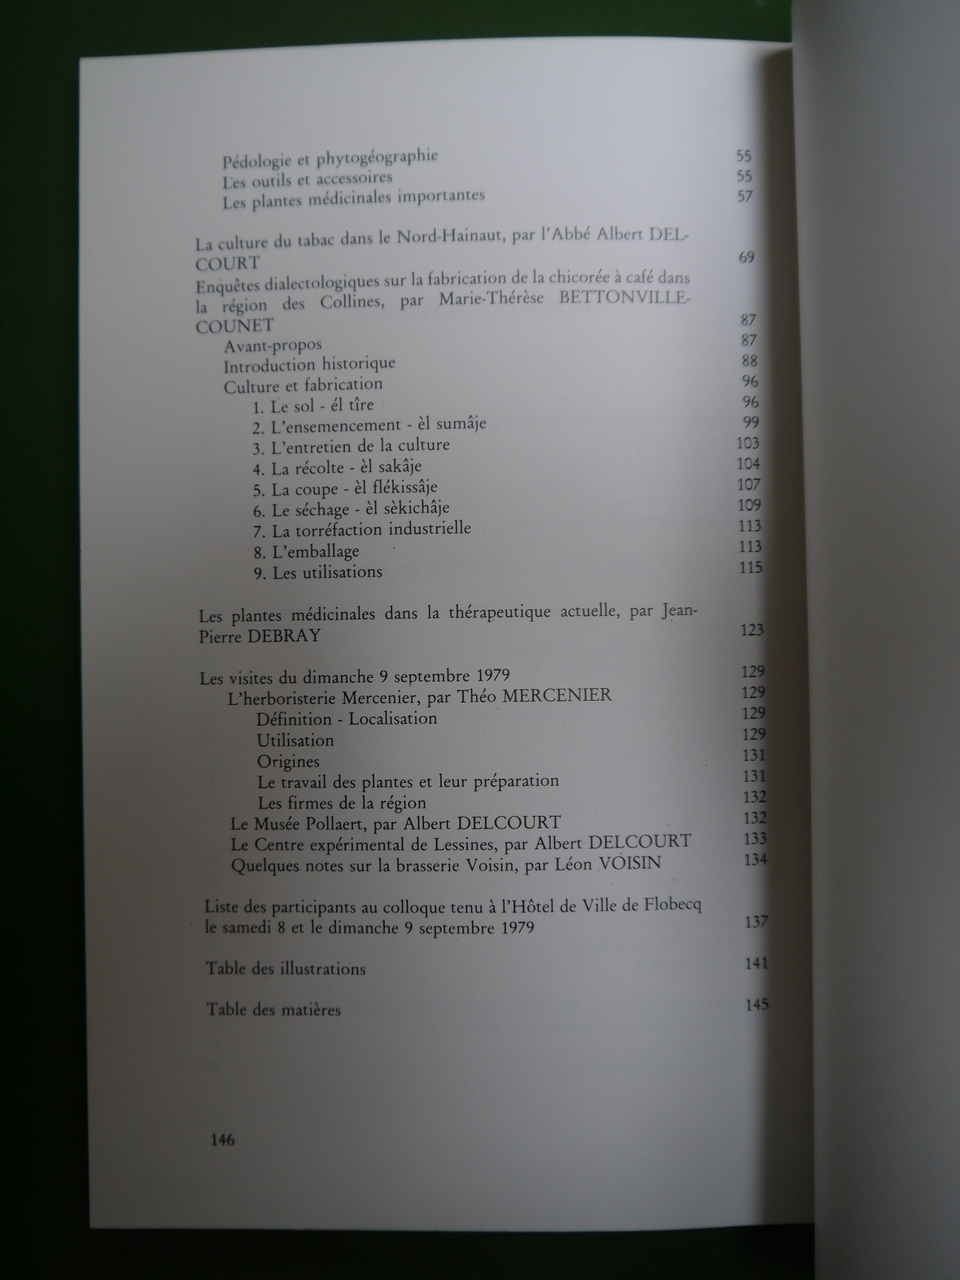 Pédologie et phytogéographie 55
Les outils et accessoires 55
Les plantes médicinales importantes 57
La culture du tabac dans le Nord-Hainaut, par l'Abbé Albert DEL-
COURT 69
Enquêtes dialectologiques sur la fabrication de la chicorée à café dans
la région des Collines, par Marie-Thérèse BETTONVILLE-
COUNET 87
Avant-propos 87
Introduction historique 88
Culture et fabrication 96
1. Le sol - él tîre 96
2. L'ensemencement - èl sumâje 99
3. L'entretien de la culture 103
4. La récolte - èl sakâje 104
5. La coupe - èl flékissâje 107
6. Le séchage - èl sèkichâje 109
7. La torréfaction industrielle 113
8. L'emballage 113
9. Les utilisations 115
Les plantes médicinales dans la thérapeutique actuelle, par Jean-
Pierre DEBRAY 123
Les visites du dimanche 9 septembre 1979 129
L'herboristerie Mercenier, par Théo MERCENIER 129
Définition - Localisation 129
Utilisation 129
Origines 131
Le travail des plantes et leur préparation 131
Les firmes de la région 132
Le Musée Pollaert, par Albert DELCOURT 132
Le Centre expérimental de Lessines, par Albert DELCOURT 133
Quelques notes sur la brasserie Voisin, par Léon VOISIN 134
Liste des participants au colloque tenu à l'Hôtel de Ville de Flobecq
le samedi 8 et le dimanche 9 septembre 1979 137
Table des illustrations 141
Table des matières 145
146